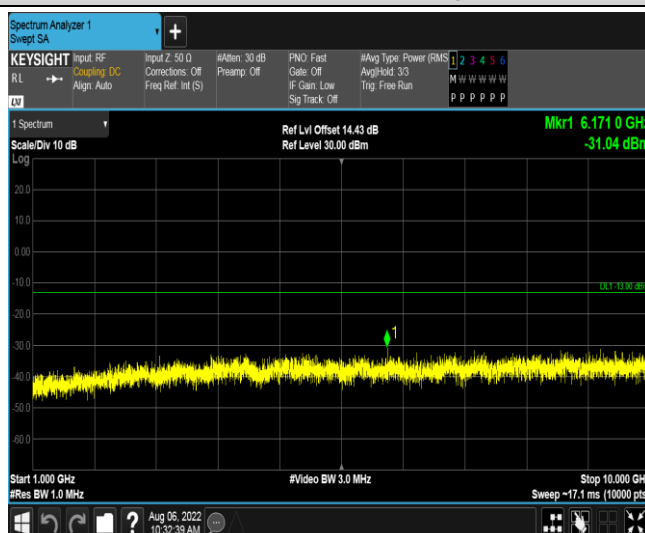 Spectrum Analyzer 1
Swept SA
+
KEYSIGHT
RL
LXI
Input: RF
Coupling: DC
Align: Auto
Input Z: 50 Ω
Corrections: Off
Freq Ref: Int (S)
#Atten: 30 dB
Preamp: Off
PNO: Fast
Gate: Off
IF Gain: Low
Sig Track: Off
#Avg Type: Power (RMS
Avg|Hold: 3/3
Trig: Free Run
1 2 3 4 5 6
M W W W W W
P P P P P P
1 Spectrum
Scale/Div 10 dB
Log
Ref Lvl Offset 14.43 dB
Ref Level 30.00 dBm
Mkr1 6.171 0 GH
-31.04 dBm
20.0
10.0
0.00
-10.0
-20.0
-30.0
-40.0
-50.0
-60.0
DL1 -13.00 dB
1
Start 1.000 GHz
#Res BW 1.0 MHz
#Video BW 3.0 MHz
Stop 10.000 GH
Sweep ~17.1 ms (10000 pts
?
Aug 06, 2022
10:32:39 AM